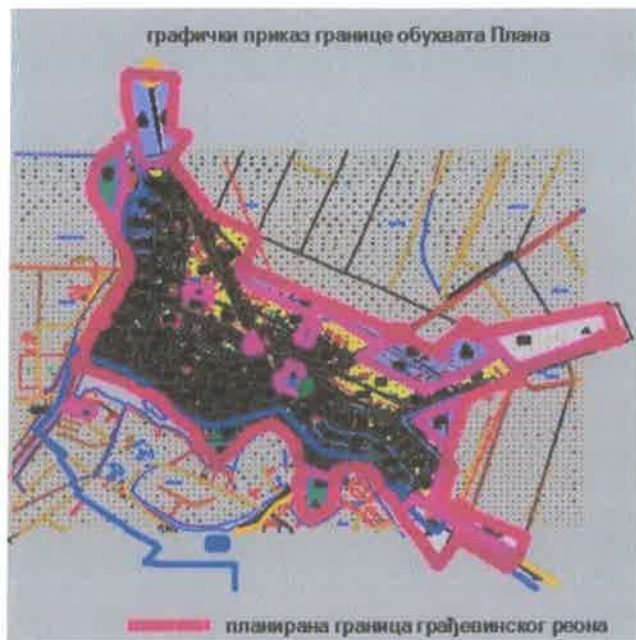 графички приказ границе обухвата Плана
планирана граница грађевинског реона